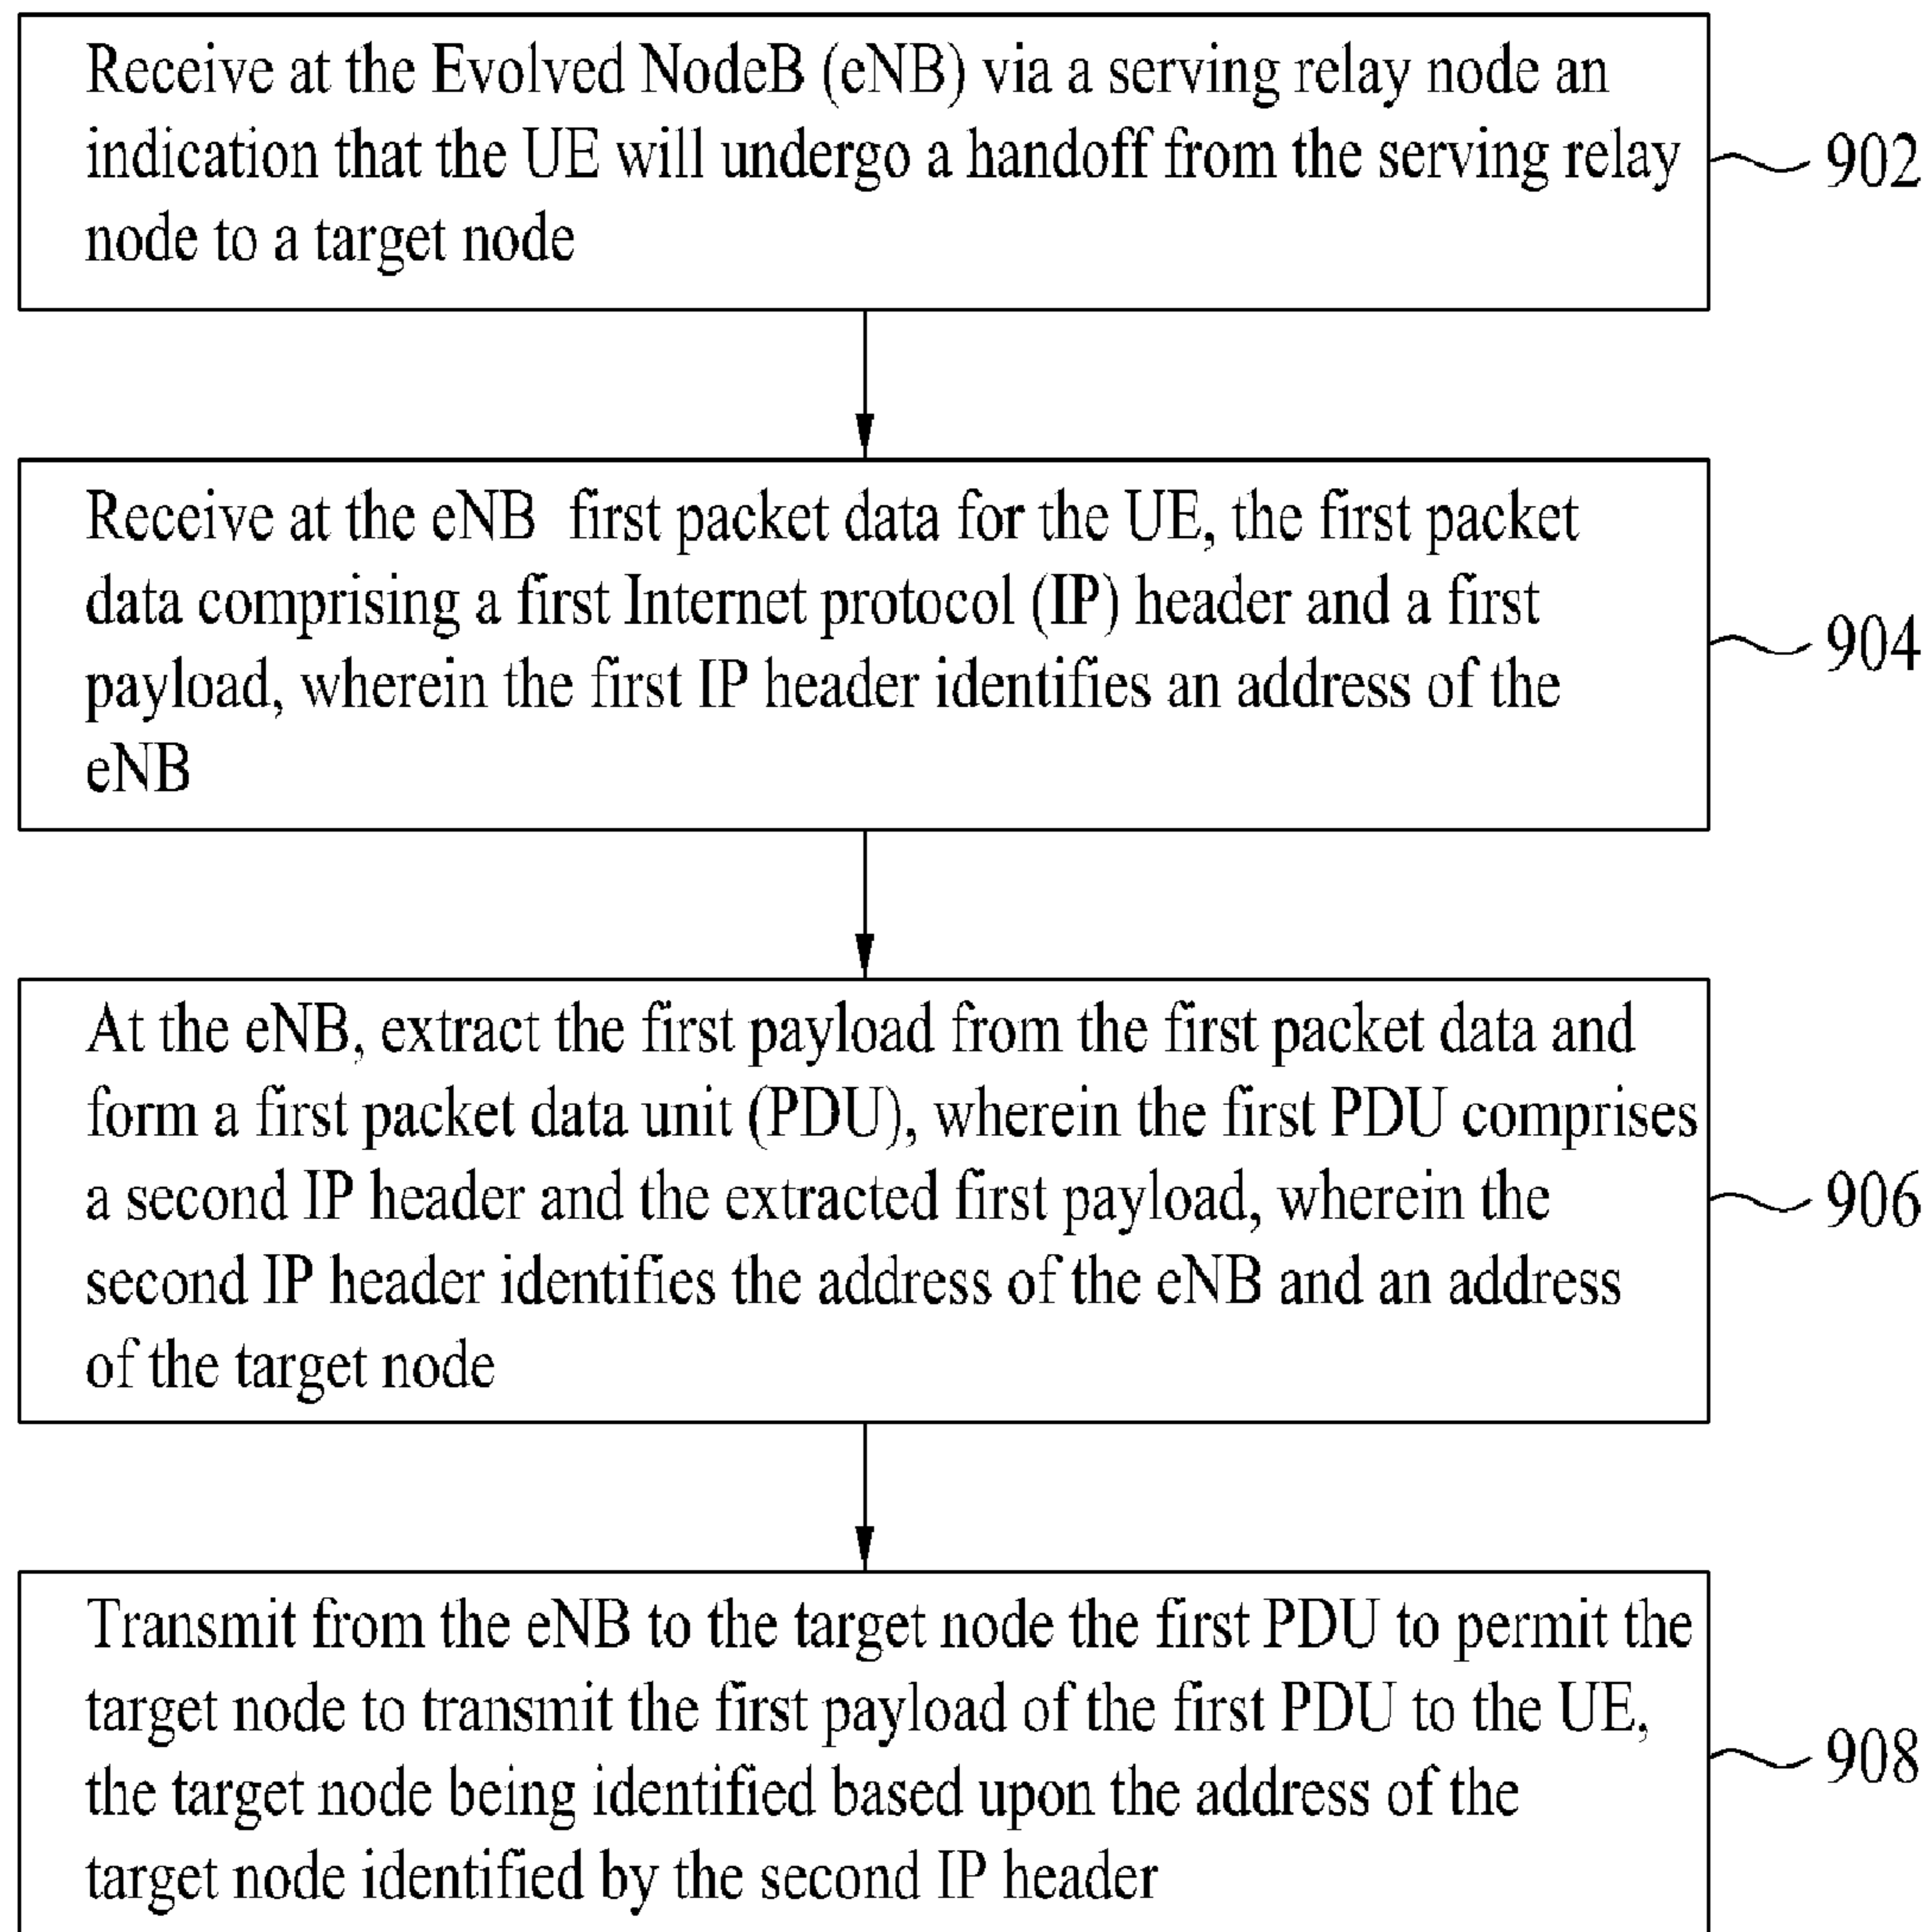 Receive at the Evolved NodeB (eNB) via a serving relay node an
indication that the UE will undergo a handoff from the serving relay
node to a target node
902
Receive at the eNB first packet data for the UE, the first packet
data comprising a first Internet protocol (IP) header and a first
payload, wherein the first IP header identifies an address of the
eNB
904
At the eNB, extract the first payload from the first packet data and
form a first packet data unit (PDU), wherein the first PDU comprises
a second IP header and the extracted first payload, wherein the
second IP header identifies the address of the eNB and an address
of the target node
906
Transmit from the eNB to the target node the first PDU to permit the
target node to transmit the first payload of the first PDU to the UE,
the target node being identified based upon the address of the
target node identified by the second IP header
908